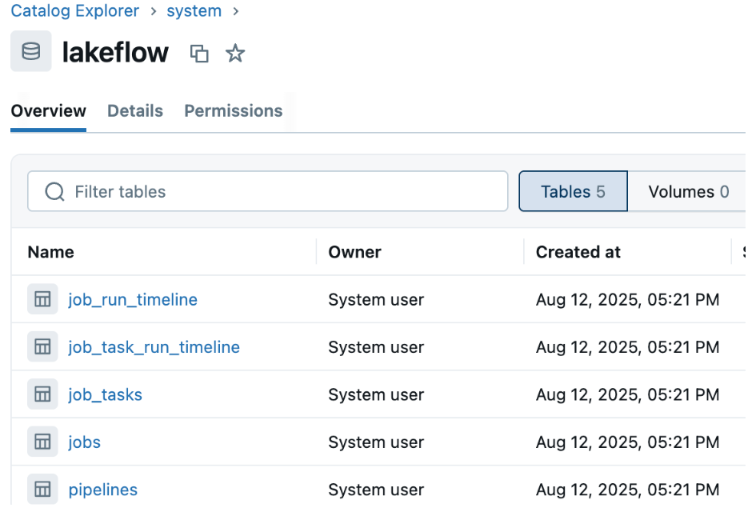 Catalog Explorer > system >
lakeflow
Overview Details Permissions
Filter tables Tables 5 Volumes 0
Name Owner Created at
job_run_timeline System user Aug 12, 2025, 05:21 PM
job_task_run_timeline System user Aug 12, 2025, 05:21 PM
job_tasks System user Aug 12, 2025, 05:21 PM
jobs System user Aug 12, 2025, 05:21 PM
pipelines System user Aug 12, 2025, 05:21 PM